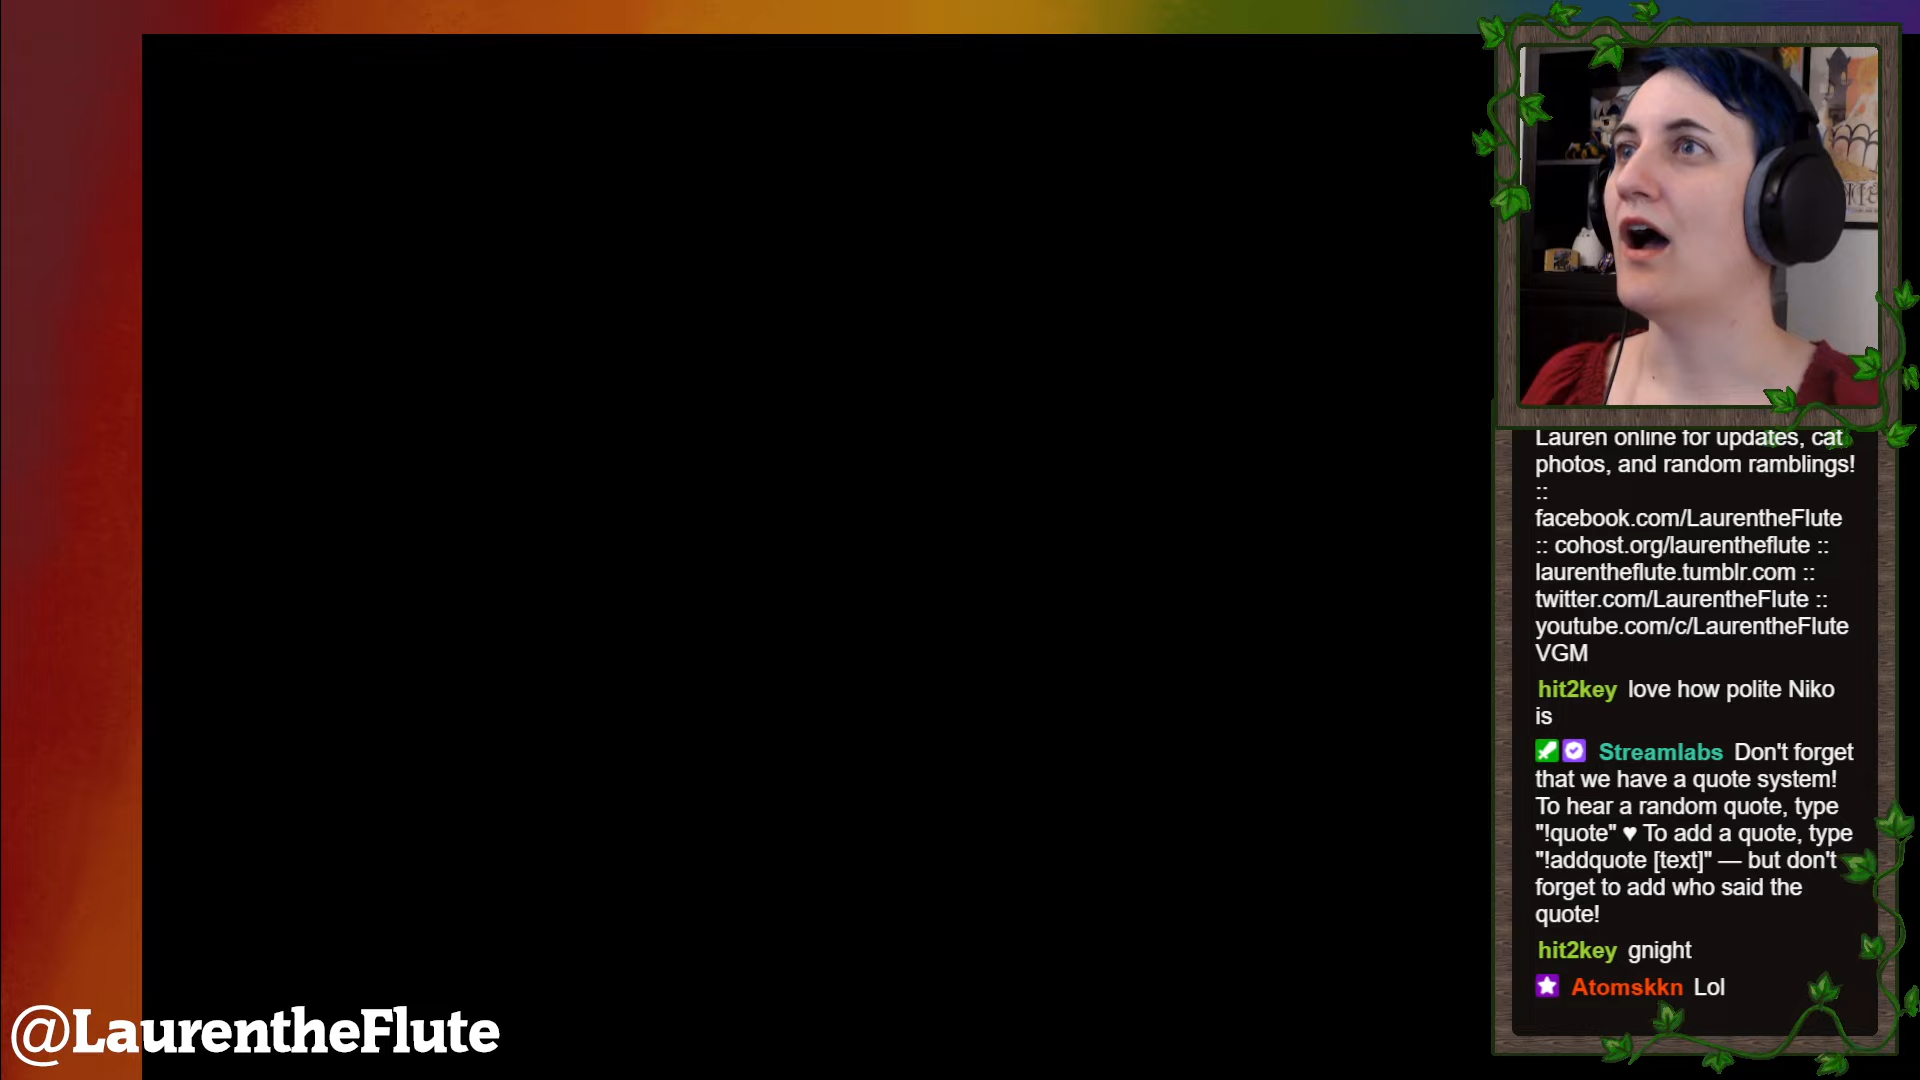 Lauren online for updates, cat
photos, and random ramblings!
::
facebook.com/LaurentheFlute
:: cohost.org/laurentheflute ::
laurentheflute.tumblr.com ::
twitter.com/LaurentheFlute ::
youtube.com/c/LaurentheFlute
VGM
hit2key love how polite Niko
is
Streamlabs Don't forget
that we have a quote system!
To hear a random quote, type
"!quote" ♥ To add a quote, type
"!addquote [text]" — but don't
forget to add who said the
quote!
hit2key gnight
Atomskkn Lol
@LaurentheFlute